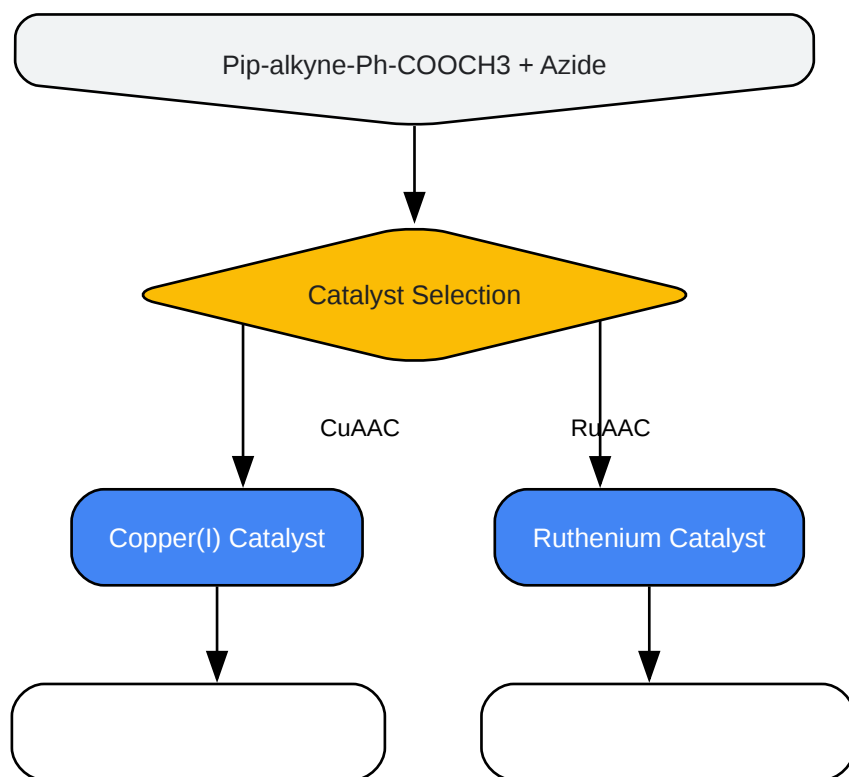 Pip-alkyne-Ph-COOCH3 + Azide
Catalyst Selection
CuAAC
RuAAC
Copper(I) Catalyst
Ruthenium Catalyst